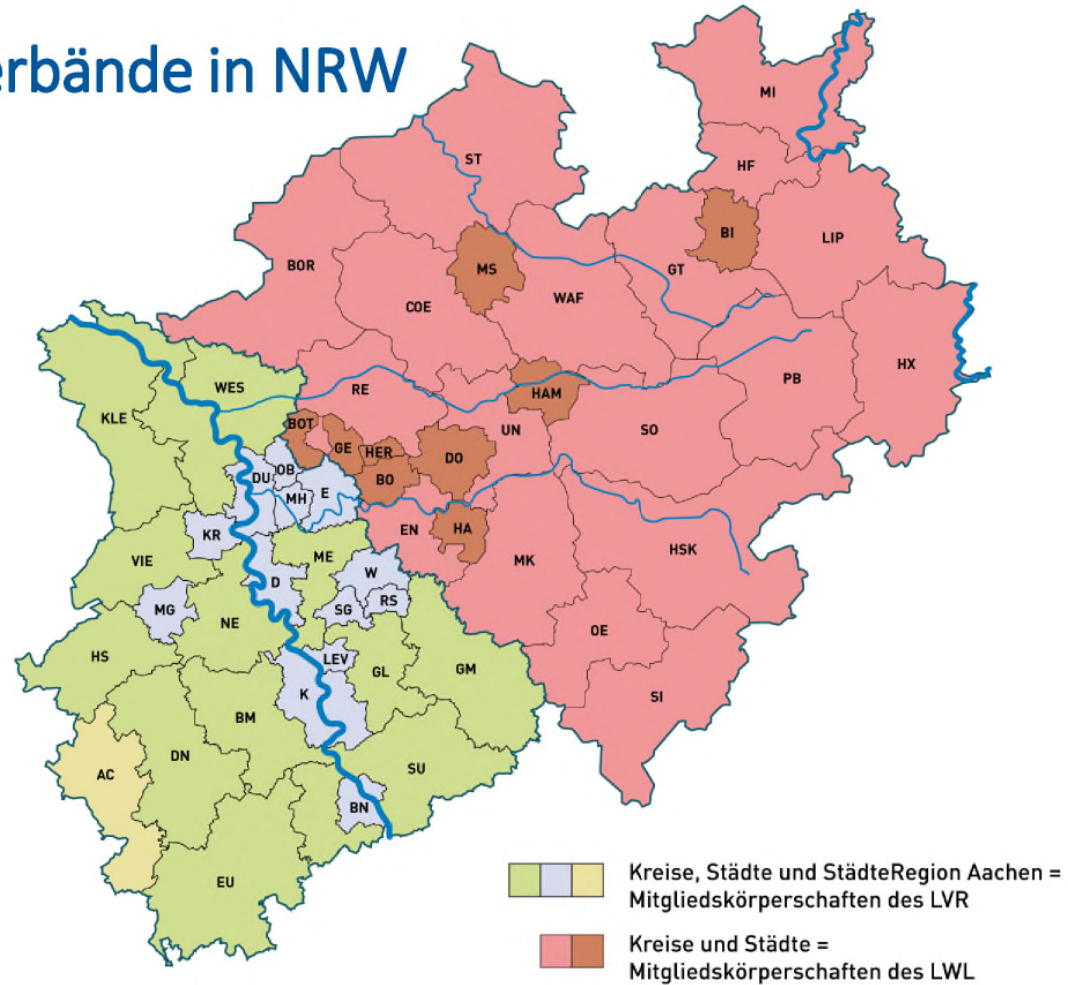 erbände in NRW
MI
ST
HF
BI
LIP
BOR
MS
GT
COE
WAF
HX
PB
WES
RE
HAM
KLE
BOT
UN
SO
GE
HER
DO
BO
OB
DU
MH
E
KR
EN
HA
ME
MK
HSK
VIE
W
D
MG
SG
RS
NE
OE
HS
LEV
GL
GM
K
SI
BM
DN
SU
AC
BN
EU
Kreise, Städte und StädteRegion Aachen =
Mitgliedskörperschaften des LVR
Kreise und Städte =
Mitgliedskörperschaften des LWL